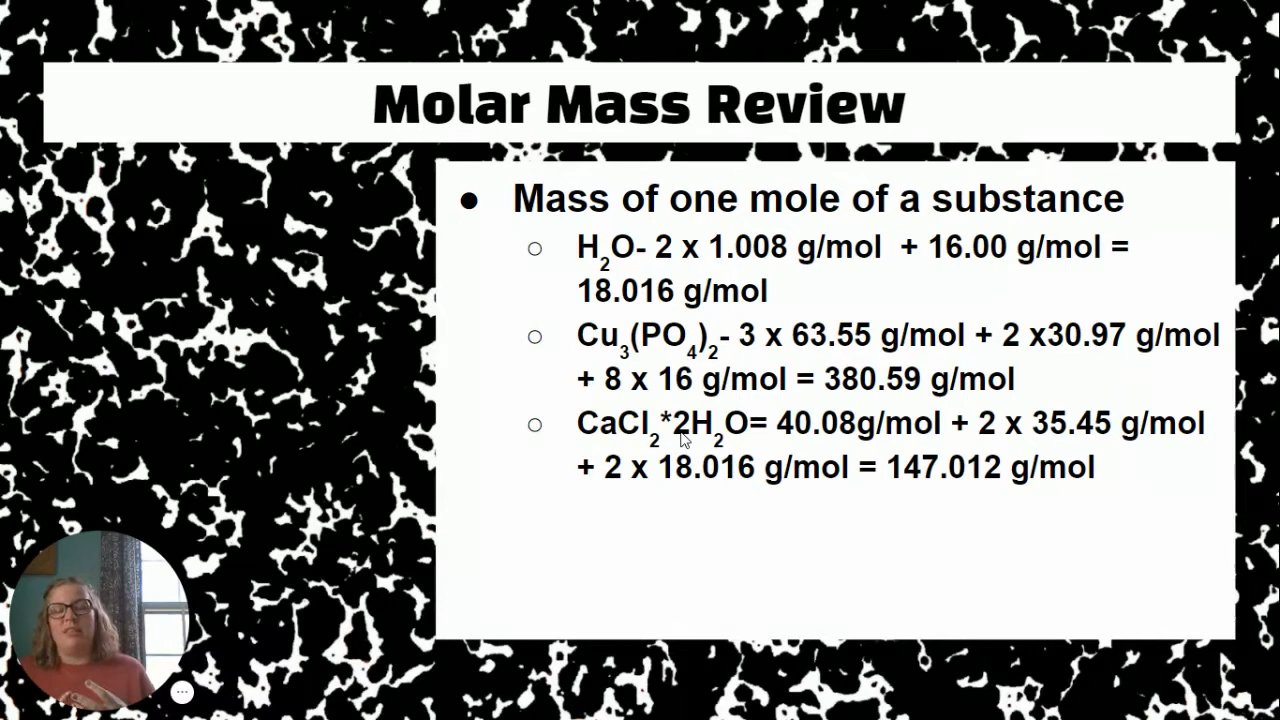 Molar Mass Review
● Mass of one mole of a substance
○ H₂O- 2 x 1.008 g/mol + 16.00 g/mol =
18.016 g/mol
○ Cu₃(PO₄)₂- 3 x 63.55 g/mol + 2 x30.97 g/mol
+ 8 x 16 g/mol = 380.59 g/mol
○ CaCl₂*2H₂O= 40.08g/mol + 2 x 35.45 g/mol
+ 2 x 18.016 g/mol = 147.012 g/mol